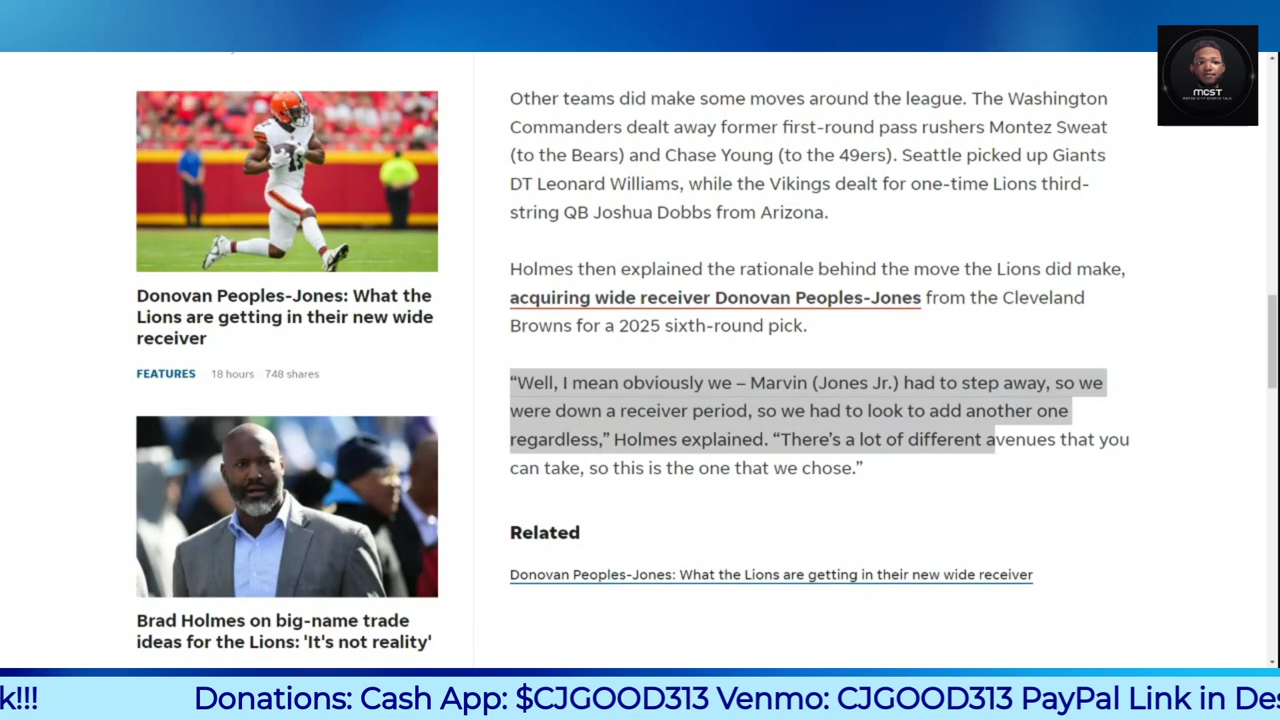 MCST
MOTOR CITY SPORTS TALK
Donovan Peoples-Jones: What the
Lions are getting in their new wide
receiver
FEATURES 18 hours 748 shares
Brad Holmes on big-name trade
ideas for the Lions: 'It's not reality'
Other teams did make some moves around the league. The Washington
Commanders dealt away former first-round pass rushers Montez Sweat
(to the Bears) and Chase Young (to the 49ers). Seattle picked up Giants
DT Leonard Williams, while the Vikings dealt for one-time Lions third-
string QB Joshua Dobbs from Arizona.
Holmes then explained the rationale behind the move the Lions did make,
acquiring wide receiver Donovan Peoples-Jones from the Cleveland
Browns for a 2025 sixth-round pick.
“Well, I mean obviously we – Marvin (Jones Jr.) had to step away, so we
were down a receiver period, so we had to look to add another one
regardless,” Holmes explained. “There’s a lot of different avenues that you
can take, so this is the one that we chose.”
Related
Donovan Peoples-Jones: What the Lions are getting in their new wide receiver
k!!! Donations: Cash App: $CJGOOD313 Venmo: CJGOOD313 PayPal Link in Des